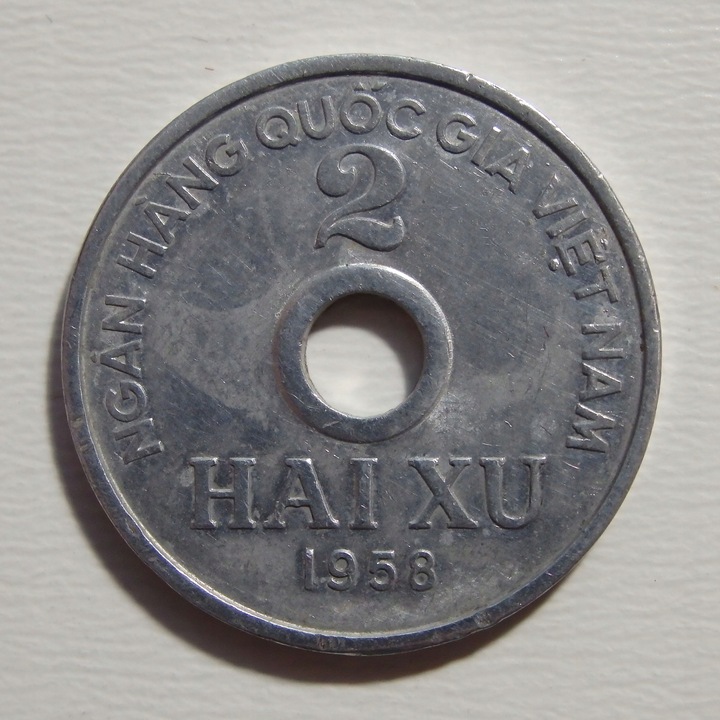 NGÂN HÀNG QUỐC GIA VIỆT NAM
2
HAI XU
1958